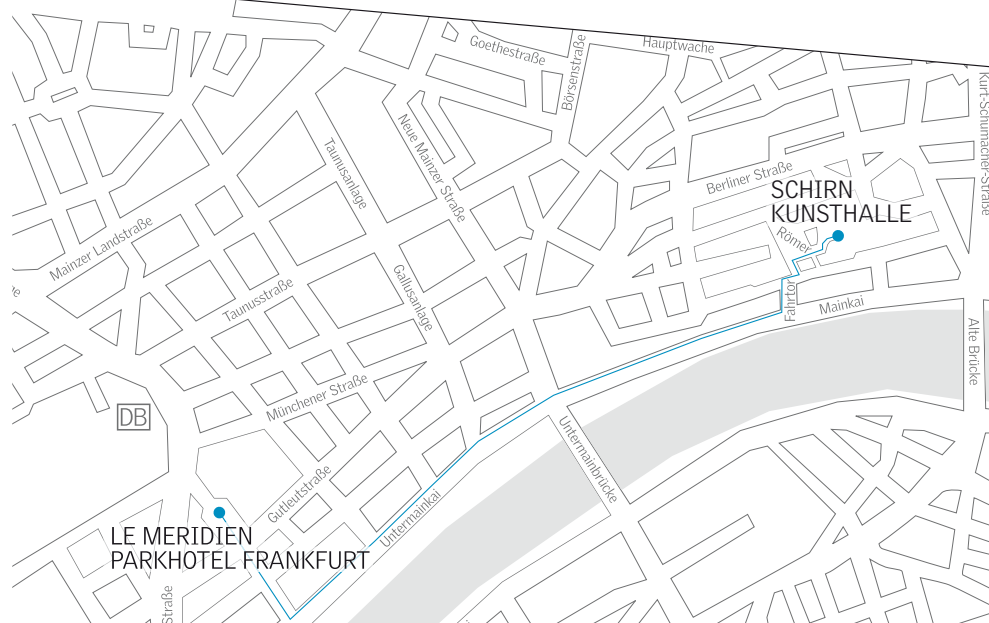 Goethestraße
Hauptwache
Börsenstraße
Kurt-Schumacher-Straße
Neue Mainzer Straße
Taunusanlage
Berliner Straße
SCHIRN
KUNSTHALLE
Römer
Mainzer Landstraße
Taunusstraße
Gallusanlage
Fahrtor
Mainkai
Alte Brücke
Münchener Straße
DB
Untermainbrücke
Gutleutstraße
Untermainkai
LE MERIDIEN
PARKHOTEL FRANKFURT
Straße